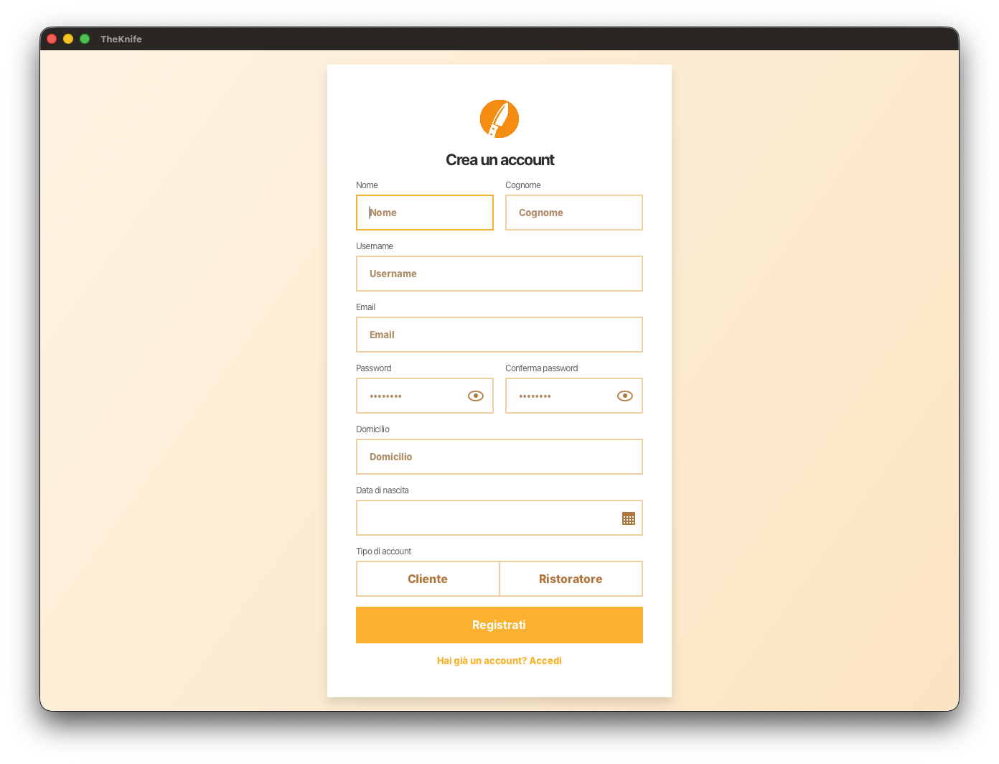 TheKnife
Crea un account
Nome Cognome
Nome Cognome
Username
Username
Email
Email
Password Conferma password
•••••••• ••••••••
Domicilio
Domicilio
Data di nascita
Tipo di account
Cliente Ristoratore
Registrati
Hai già un account? Accedi